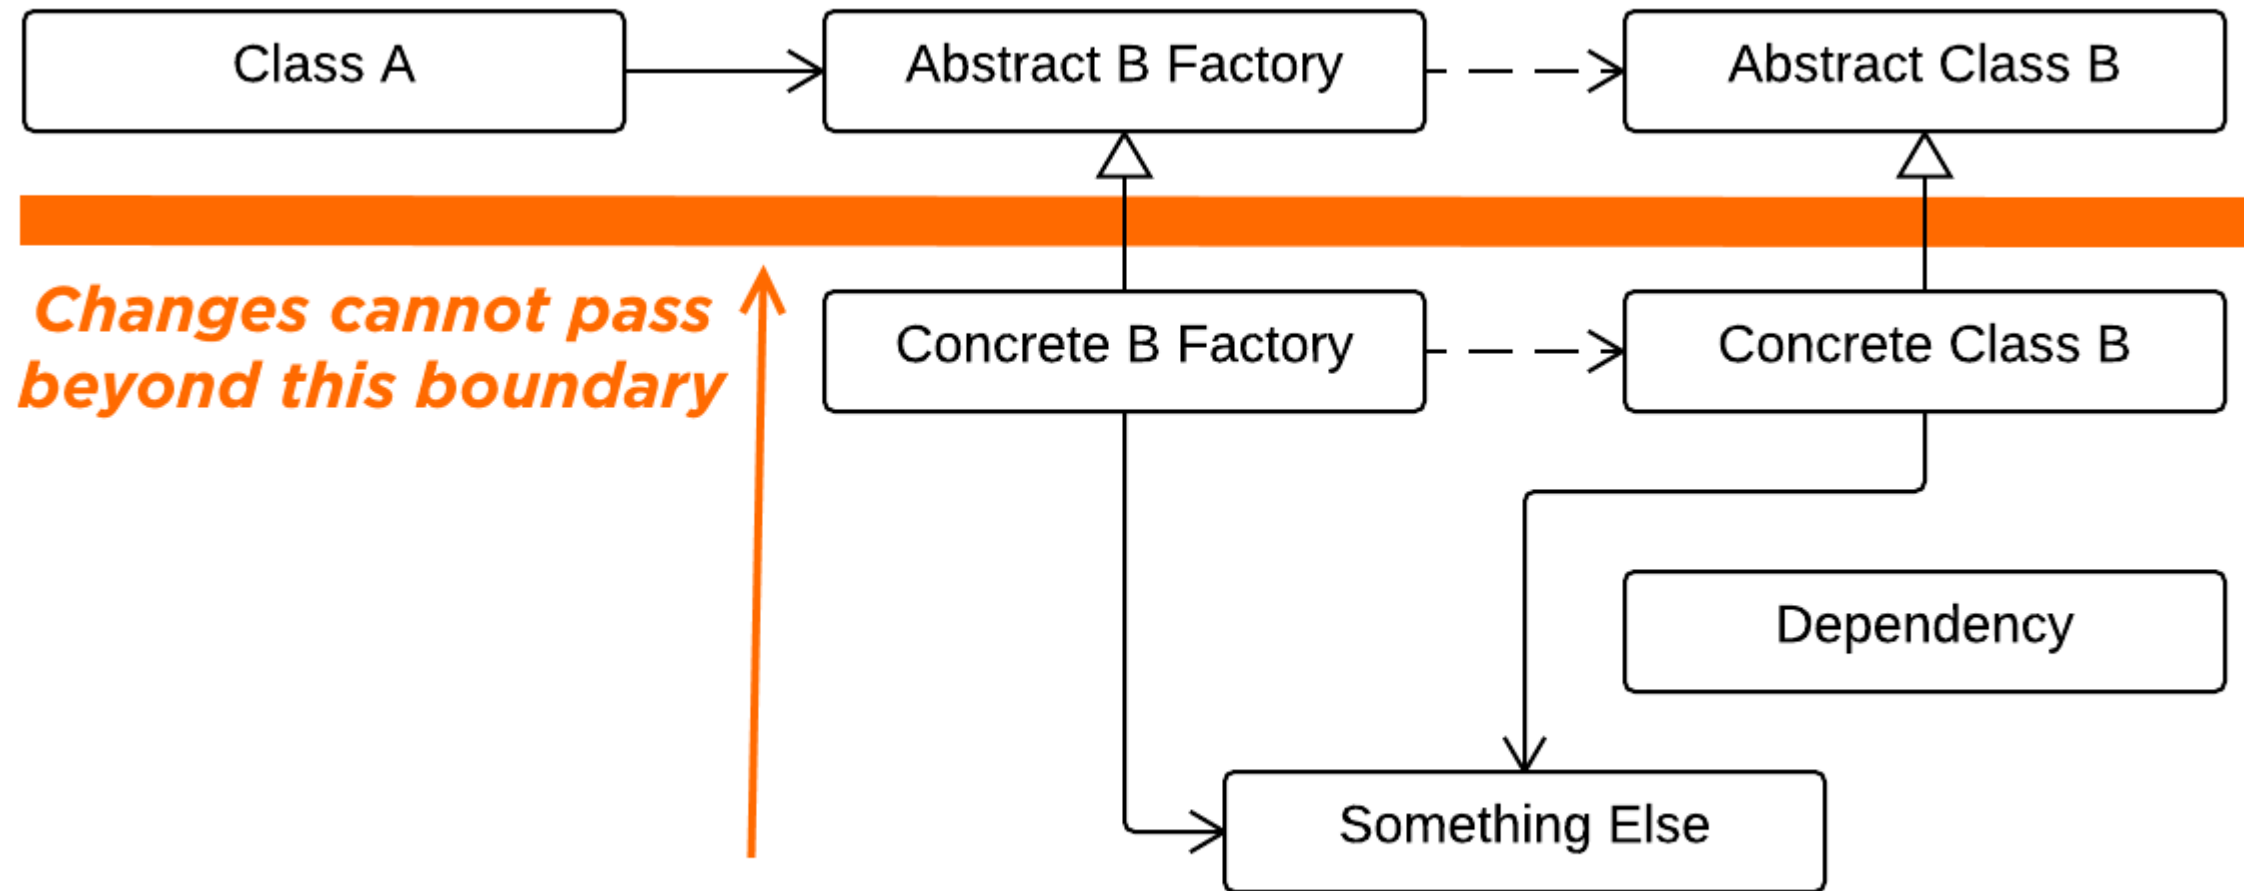 Class A
Abstract B Factory
Abstract Class B
Changes cannot pass
beyond this boundary
Concrete B Factory
Concrete Class B
Dependency
Something Else